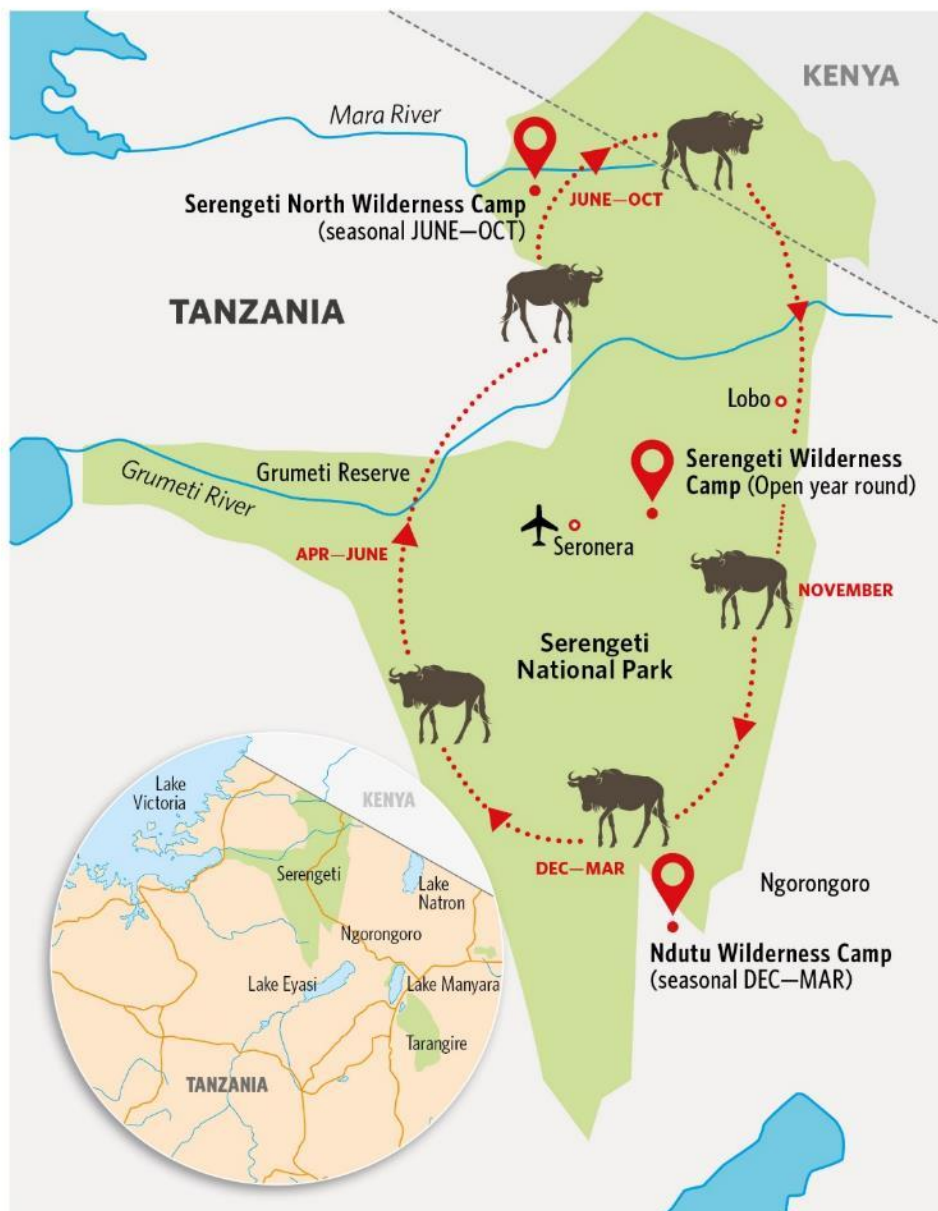 KENYA
Mara River
JUNE—OCT
Serengeti North Wilderness Camp
(seasonal JUNE—OCT)
TANZANIA
Lobo
Grumeti Reserve
Grumeti River
Serengeti Wilderness
Camp (Open year round)
Seronera
APR—JUNE
NOVEMBER
Serengeti
National Park
DEC—MAR
Ngorongoro
Ndutu Wilderness Camp
(seasonal DEC—MAR)
Lake
Victoria
KENYA
Serengeti
Lake
Natron
Ngorongoro
Lake Eyasi
Lake Manyara
Tarangire
TANZANIA